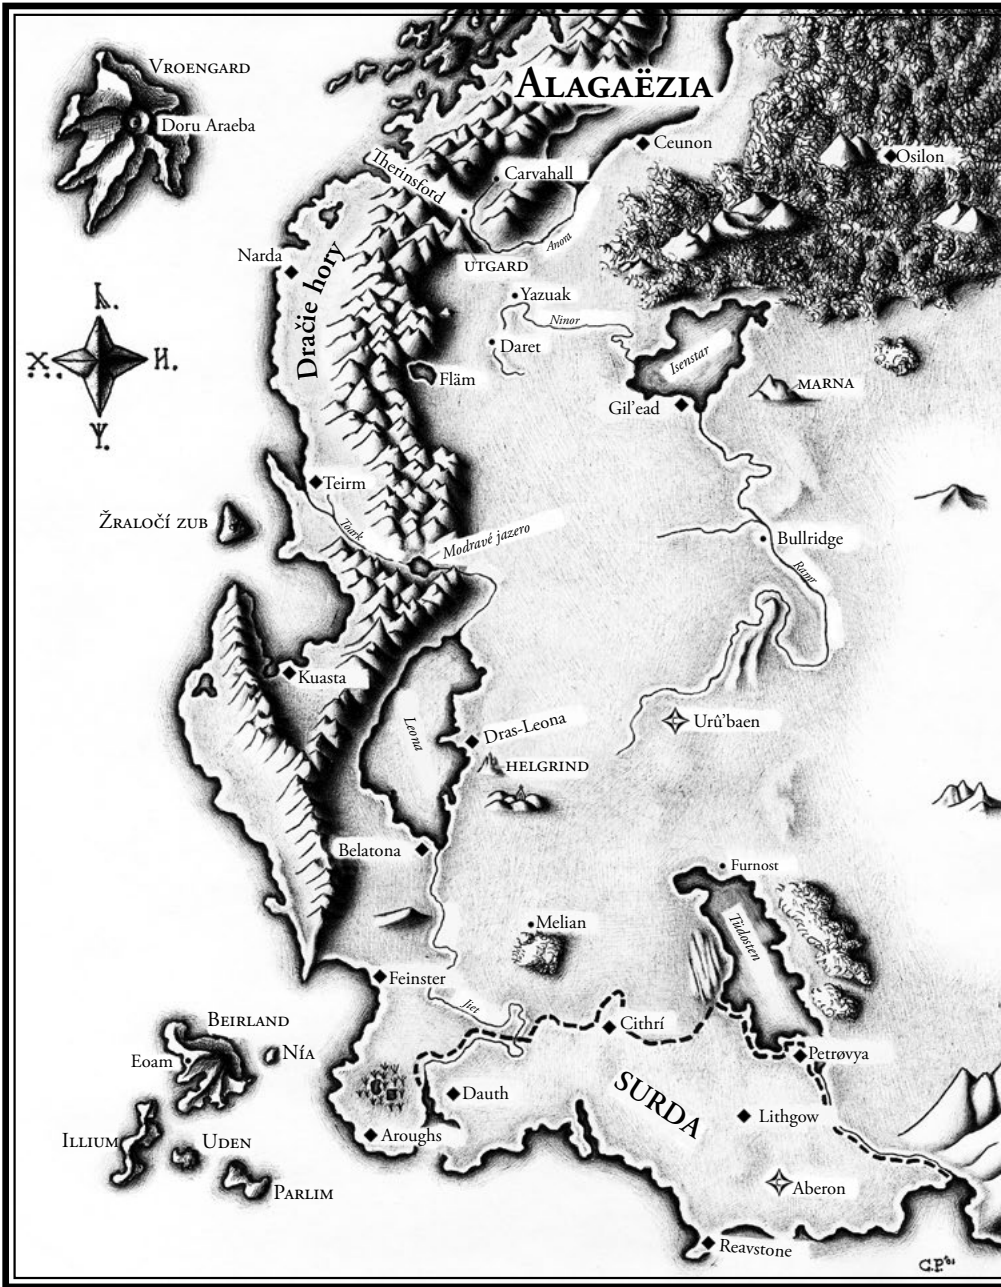 Alagaëzia
Vroengard
Doru Araeba
Ceunon
Osilon
Therinsford
Carvahall
Anora
Narda
Utgard
Dračie hory
Yazuak
Ninor
Daret
Isenstar
Fläm
Marna
Gil’ead
Teirm
Žraločí zub
Toark
Modravé jazero
Bullridge
Ramr
Kuasta
Leona
Dras-Leona
Urû’baen
Helgrind
Belatona
Furnost
Melian
Tüdosten
Feinster
Jiet
Beirland
Cithrí
Eoam
Nía
Petrøvya
Dauth
SURDA
Lithgow
Illium
Uden
Aroughs
Parlim
Aberon
Reavstone